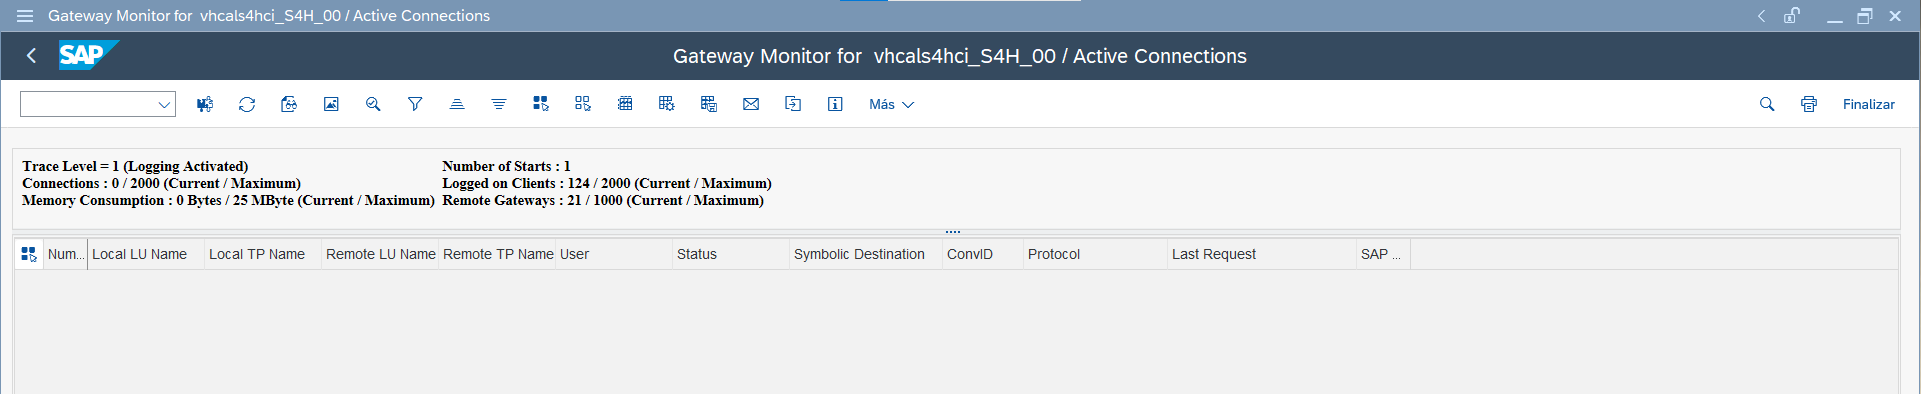 Gateway Monitor for  vhcals4hci_S4H_00 / Active Connections
SAP
Gateway Monitor for  vhcals4hci_S4H_00 / Active Connections
Más
Finalizar
Trace Level = 1 (Logging Activated) Number of Starts : 1
Connections : 0 / 2000 (Current / Maximum) Logged on Clients : 124 / 2000 (Current / Maximum)
Memory Consumption : 0 Bytes / 25 MByte (Current / Maximum) Remote Gateways : 21 / 1000 (Current / Maximum)
Num... Local LU Name Local TP Name Remote LU Name Remote TP Name User Status Symbolic Destination ConvID Protocol Last Request SAP ...